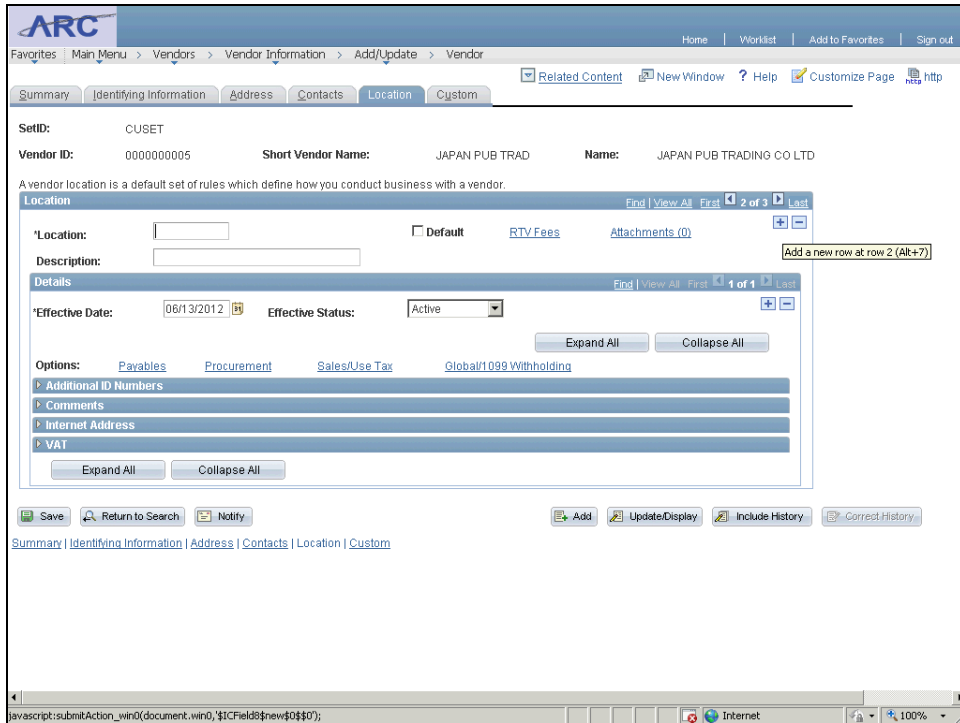 ARC
Home | Worklist | Add to Favorites | Sign out
Favorites Main Menu > Vendors > Vendor Information > Add/Update > Vendor
Related Content New Window ? Help Customize Page http
Summary Identifying Information Address Contacts Location Custom
SetID: CUSET
Vendor ID: 0000000005 Short Vendor Name: JAPAN PUB TRAD Name: JAPAN PUB TRADING CO LTD
A vendor location is a default set of rules which define how you conduct business with a vendor.
Location Find | View All First 2 of 3 Last
*Location: Default RTV Fees Attachments (0)
Add a new row at row 2 (Alt+7)
Description:
Details Find | View All First 1 of 1 Last
*Effective Date: 06/13/2012 Effective Status: Active
Expand All Collapse All
Options: Payables Procurement Sales/Use Tax Global/1099 Withholding
Additional ID Numbers
Comments
Internet Address
VAT
Expand All Collapse All
Save Return to Search Notify Add Update/Display Include History Correct History
Summary | Identifying Information | Address | Contacts | Location | Custom
javascript:submitAction_win0(document.win0,'$ICField8$new$0$$0'); Internet 100%